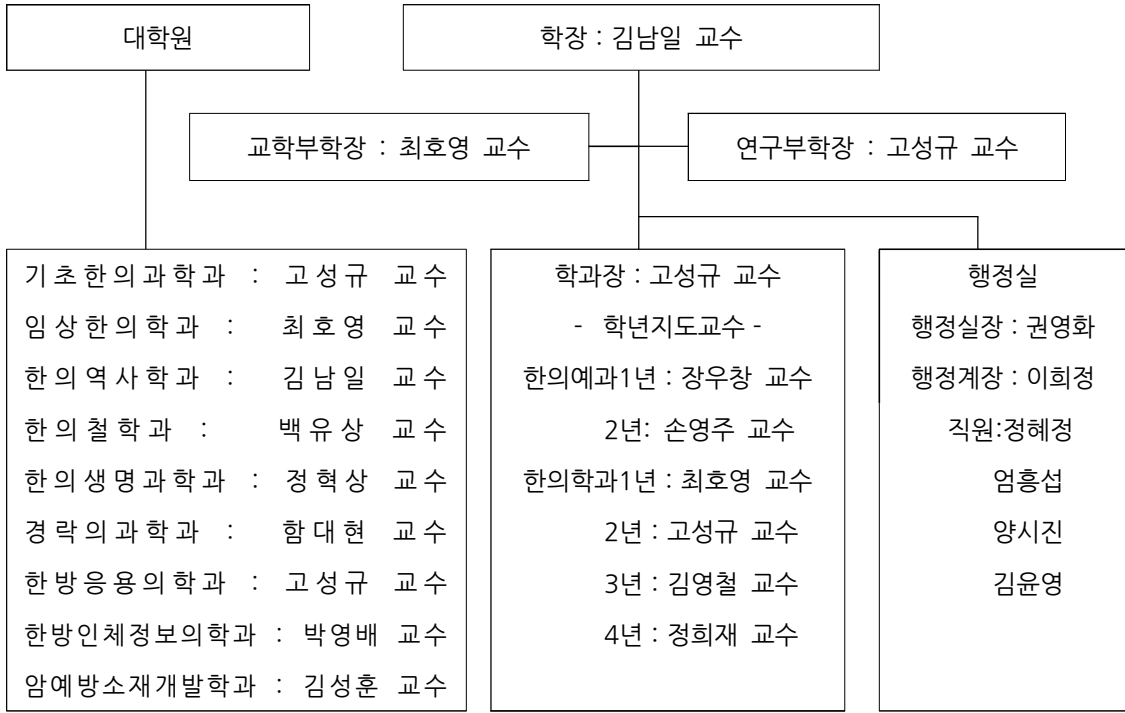 대학원
학장 : 김남일 교수
교학부학장 : 최호영 교수
연구부학장 : 고성규 교수
기초한의과학과 : 고성규 교수
임상한의학과 : 최호영 교수
한의역사학과 : 김남일 교수
한의철학과 : 백유상 교수
한의생명과학과 : 정혁상 교수
경락의과학과 : 함대현 교수
한방응용의학과 : 고성규 교수
한방인체정보의학과 : 박영배 교수
암예방소재개발학과 : 김성훈 교수
학과장 : 고성규 교수
- 학년지도교수 -
한의예과1년 : 장우창 교수
2년: 손영주 교수
한의학과1년 : 최호영 교수
2년 : 고성규 교수
3년 : 김영철 교수
4년 : 정희재 교수
행정실
행정실장 : 권영화
행정계장 : 이희정
직원:정혜정
엄흥섭
양시진
김윤영